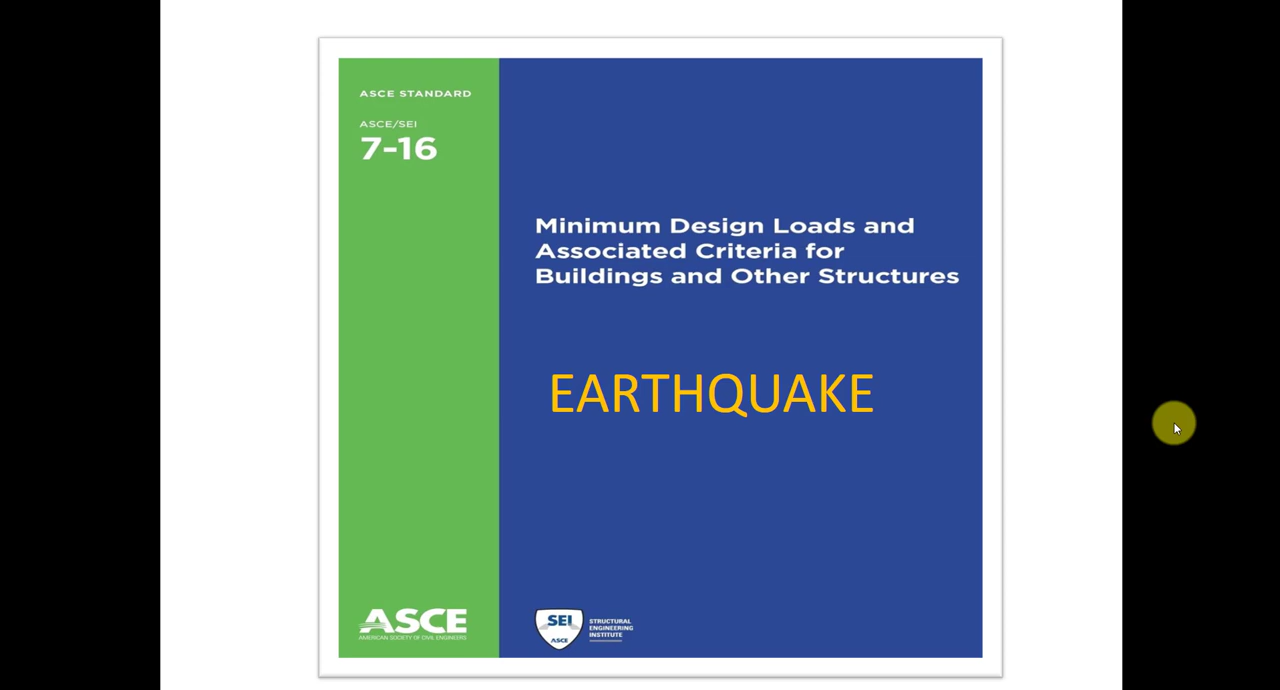 ASCE STANDARD
ASCE/SEI
7-16
Minimum Design Loads and
Associated Criteria for
Buildings and Other Structures
EARTHQUAKE
ASCE
AMERICAN SOCIETY OF CIVIL ENGINEERS
SEI
ASCE
STRUCTURAL
ENGINEERING
INSTITUTE